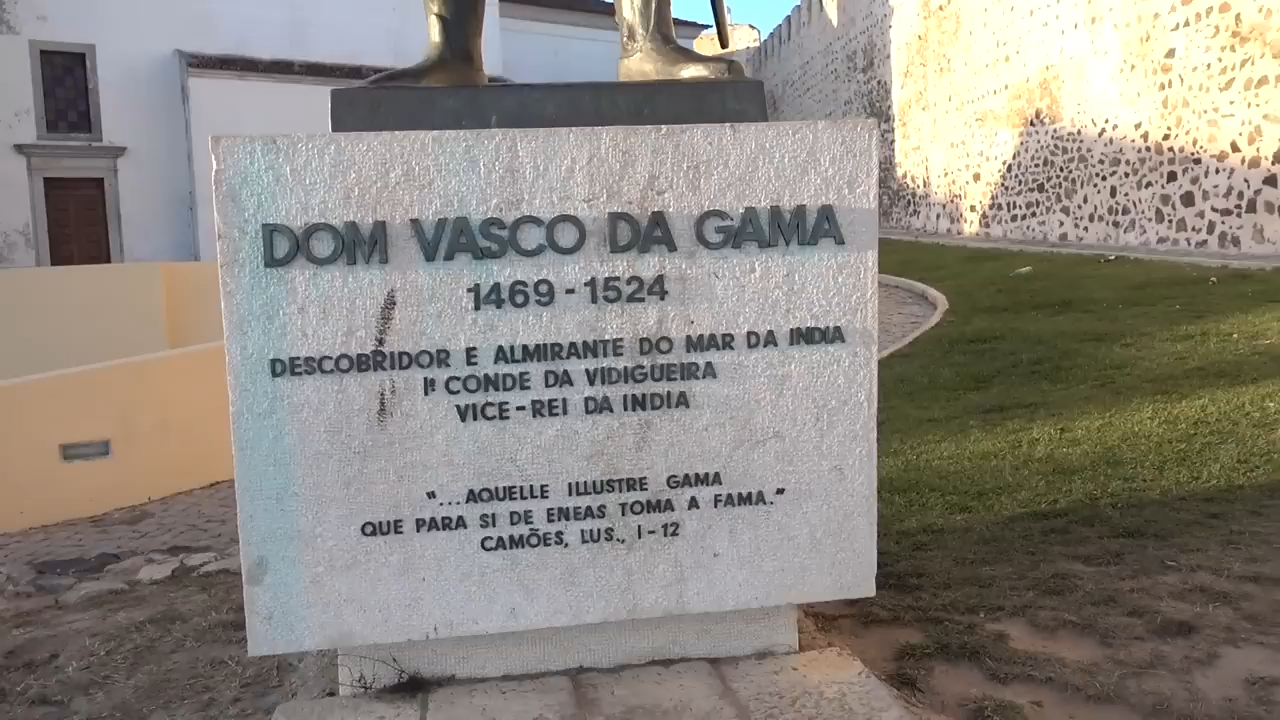 DOM VASCO DA GAMA
1469 - 1524
DESCOBRIDOR E ALMIRANTE DO MAR DA INDIA
1º CONDE DA VIDIGUEIRA
VICE-REI DA INDIA
"...AQUELLE ILLUSTRE GAMA
QUE PARA SI DE ENEAS TOMA A FAMA."
CAMÕES, LUS., I-12